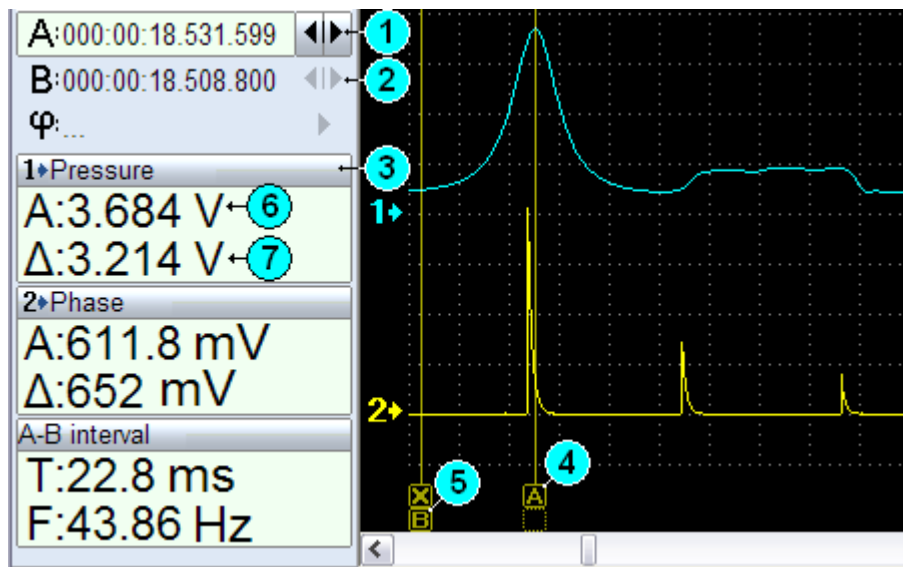 A:000:00:18.531.599
1
B:000:00:18.508.800
2
φ:...
1 Pressure
3
A:3.684 V
6
Δ:3.214 V
7
2 Phase
A:611.8 mV
Δ:652 mV
A-B interval
T:22.8 ms
F:43.86 Hz
1
2
4
5
X
A
B